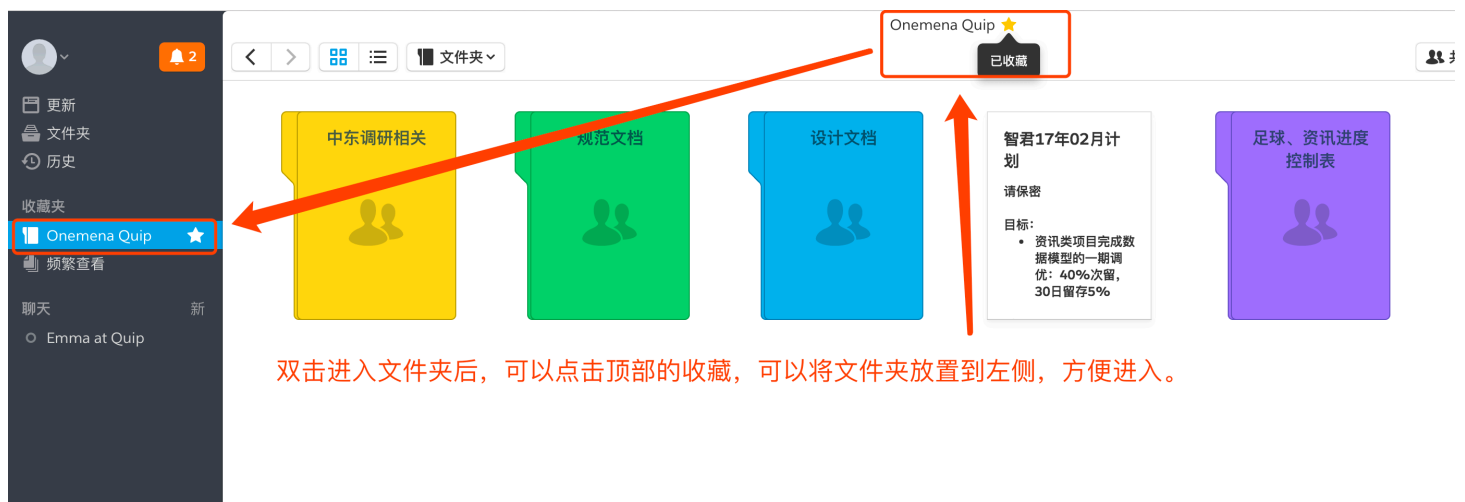 Onemena Quip
已收藏
2
文件夹
更新
文件夹
历史
收藏夹
Onemena Quip
频繁查看
聊天 新
Emma at Quip
中东调研相关
规范文档
设计文档
智君17年02月计
划
请保密
目标：
• 资讯类项目完成数
据模型的一期调
优：40%次留，
30日留存5%
足球、资讯进度
控制表
双击进入文件夹后，可以点击顶部的收藏，可以将文件夹放置到左侧，方便进入。